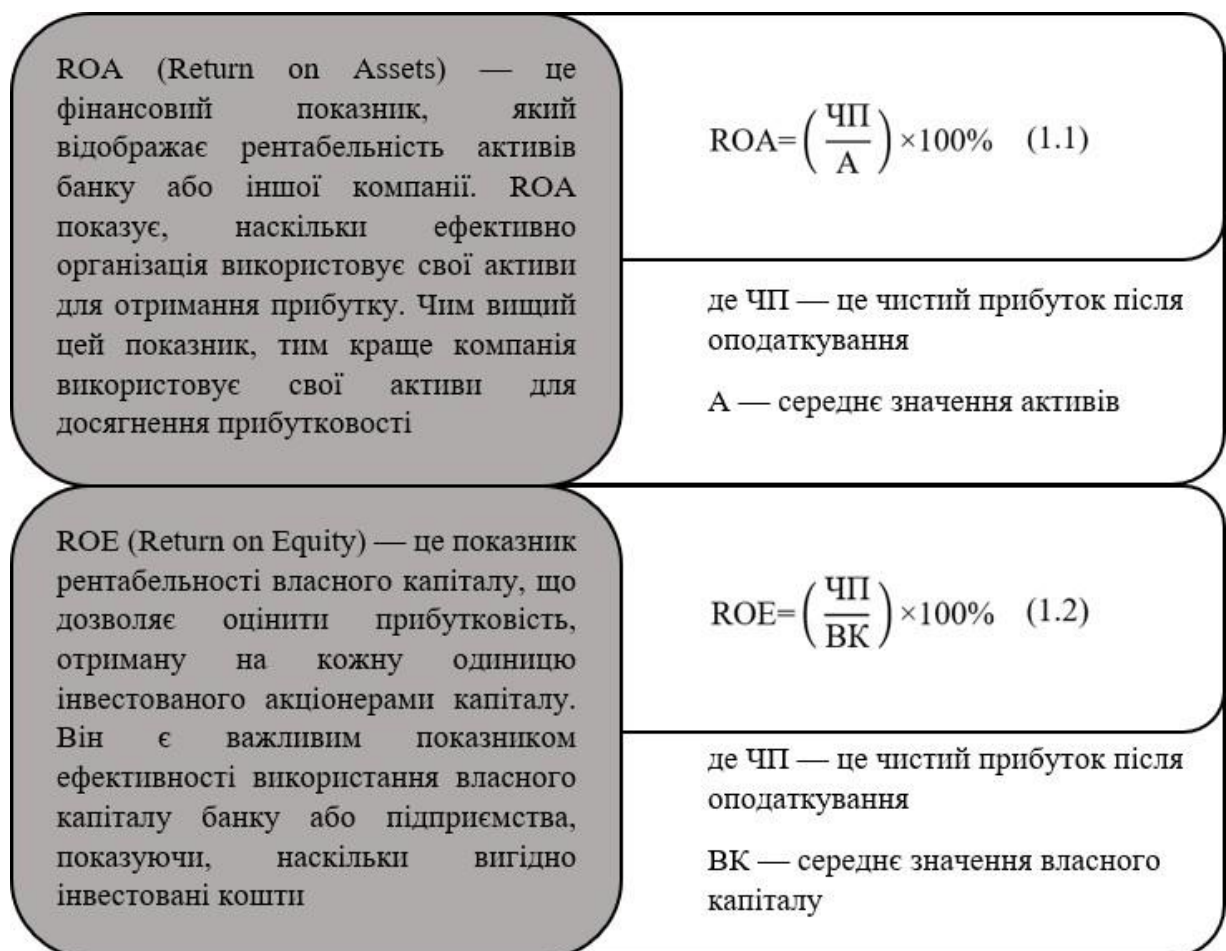 ROA (Return on Assets) — це
фінансовий показник, який
відображає рентабельність активів
банку або іншої компанії. ROA
показує, наскільки ефективно
організація використовує свої активи
для отримання прибутку. Чим вищий
цей показник, тим краще компанія
використовує свої активи для
досягнення прибутковості
ROA=(ЧП/А)×100% (1.1)
де ЧП — це чистий прибуток після
оподаткування
А — середнє значення активів
ROE (Return on Equity) — це показник
рентабельності власного капіталу, що
дозволяє оцінити прибутковість,
отриману на кожну одиницю
інвестованого акціонерами капіталу.
Він є важливим показником
ефективності використання власного
капіталу банку або підприємства,
показуючи, наскільки вигідно
інвестовані кошти
ROE=(ЧП/ВК)×100% (1.2)
де ЧП — це чистий прибуток після
оподаткування
ВК — середнє значення власного
капіталу